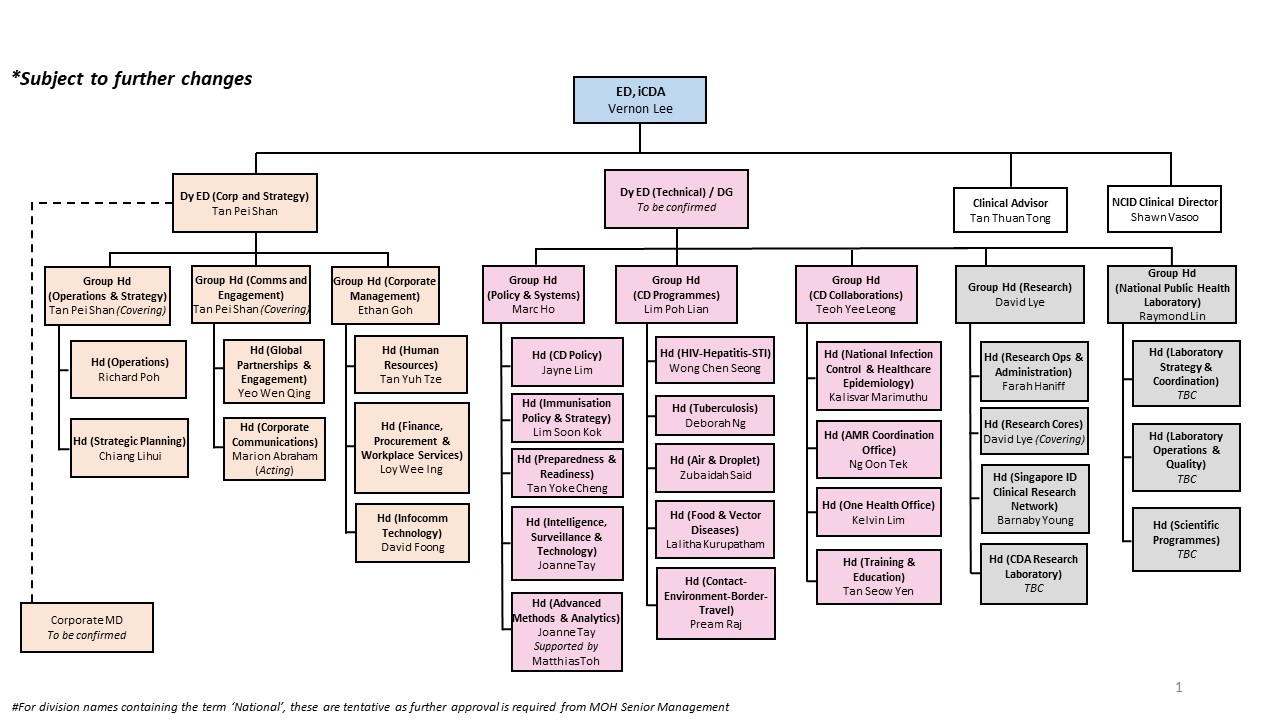 *Subject to further changes
ED, iCDA
Vernon Lee
Dy ED (Corp and Strategy)
Tan Pei Shan
Dy ED (Technical) / DG
To be confirmed
Clinical Advisor
Tan Thuan Tong
NCID Clinical Director
Shawn Vasoo
Group Hd
(Operations & Strategy)
Tan Pei Shan (Covering)
Group Hd (Comms and
Engagement)
Tan Pei Shan (Covering)
Group Hd (Corporate
Management)
Ethan Goh
Group Hd
(Policy & Systems)
Marc Ho
Group Hd
(CD Programmes)
Lim Poh Lian
Group Hd
(CD Collaborations)
Teoh Yee Leong
Group Hd (Research)
David Lye
Group Hd
(National Public Health
Laboratory)
Raymond Lin
Hd (Operations)
Richard Poh
Hd (Strategic Planning)
Chiang Lihui
Hd (Global
Partnerships &
Engagement)
Yeo Wen Qing
Hd (Corporate
Communications)
Marion Abraham
(Acting)
Hd (Human
Resources)
Tan Yuh Tze
Hd (Finance,
Procurement &
Workplace Services)
Loy Wee Ing
Hd (Infocomm
Technology)
David Foong
Hd (CD Policy)
Jayne Lim
Hd (Immunisation
Policy & Strategy)
Lim Soon Kok
Hd (Preparedness &
Readiness)
Tan Yoke Cheng
Hd (Intelligence,
Surveillance &
Technology)
Joanne Tay
Hd (Advanced
Methods & Analytics)
Joanne Tay
Supported by
Matthias Toh
Hd (HIV-Hepatitis-STI)
Wong Chen Seong
Hd (Tuberculosis)
Deborah Ng
Hd (Air & Droplet)
Zubaidah Said
Hd (Food & Vector
Diseases)
Lalitha Kurupatham
Hd (Contact-
Environment-Border-
Travel)
Pream Raj
Hd (National Infection
Control & Healthcare
Epidemiology)
Kalisvar Marimuthu
Hd (AMR Coordination
Office)
Ng Oon Tek
Hd (One Health Office)
Kelvin Lim
Hd (Training &
Education)
Tan Seow Yen
Hd (Research Ops &
Administration)
Farah Haniff
Hd (Research Cores)
David Lye (Covering)
Hd (Singapore ID
Clinical Research
Network)
Barnaby Young
Hd (CDA Research
Laboratory)
TBC
Hd (Laboratory
Strategy &
Coordination)
TBC
Hd (Laboratory
Operations &
Quality)
TBC
Hd (Scientific
Programmes)
TBC
Corporate MD
To be confirmed
1
#For division names containing the term ‘National’, these are tentative as further approval is required from MOH Senior Management